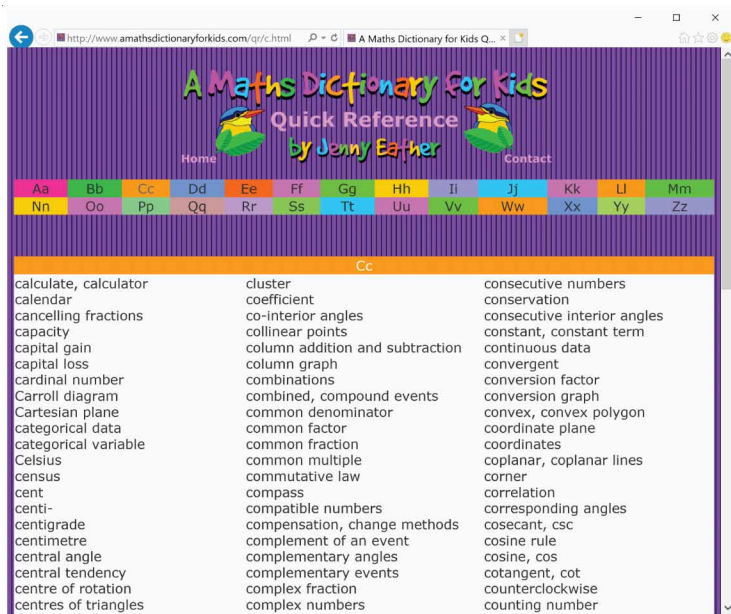 http://www.amathsdictionaryforkids.com/qr/c.html
A Maths Dictionary for Kids Q...
A Maths Dictionary For Kids
Quick Reference
by Jenny Eather
Home
Contact
Aa Bb Cc Dd Ee Ff Gg Hh Ii Jj Kk Ll Mm
Nn Oo Pp Qq Rr Ss Tt Uu Vv Ww Xx Yy Zz
Cc
calculate, calculator
calendar
cancelling fractions
capacity
capital gain
capital loss
cardinal number
Carroll diagram
Cartesian plane
categorical data
categorical variable
Celsius
census
cent
centi-
centigrade
centimetre
central angle
central tendency
centre of rotation
centres of triangles
cluster
coefficient
co-interior angles
collinear points
column addition and subtraction
column graph
combinations
combined, compound events
common denominator
common factor
common fraction
common multiple
commutative law
compass
compatible numbers
compensation, change methods
complement of an event
complementary angles
complementary events
complex fraction
complex numbers
consecutive numbers
conservation
consecutive interior angles
constant, constant term
continuous data
convergent
conversion factor
conversion graph
convex, convex polygon
coordinate plane
coordinates
coplanar, coplanar lines
corner
correlation
corresponding angles
cosecant, csc
cosine rule
cosine, cos
cotangent, cot
counterclockwise
counting number